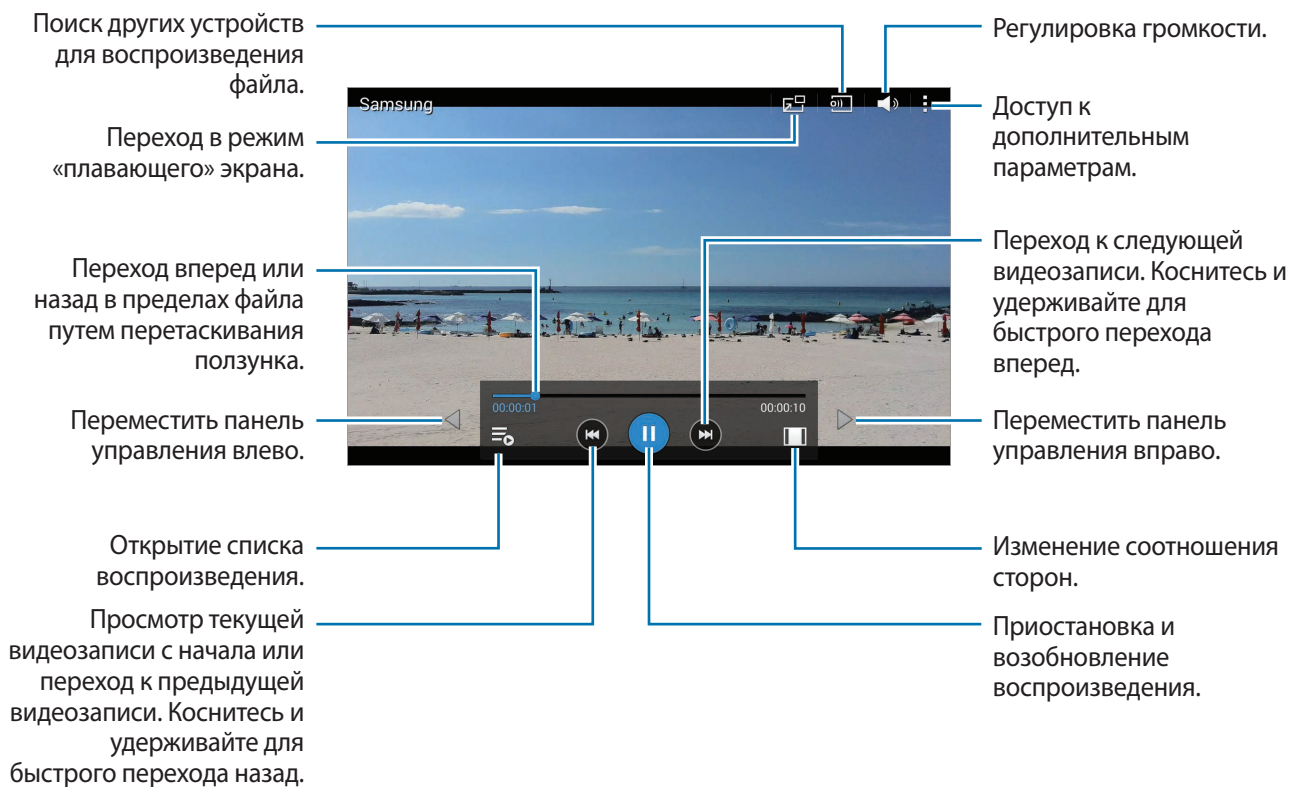 Поиск других устройств
для воспроизведения
файла.
Переход в режим
«плавающего» экрана.
Переход вперед или
назад в пределах файла
путем перетаскивания
ползунка.
Переместить панель
управления влево.
Открытие списка
воспроизведения.
Просмотр текущей
видеозаписи с начала или
переход к предыдущей
видеозаписи. Коснитесь и
удерживайте для
быстрого перехода назад.
Samsung
00:00:01
00:00:10
Регулировка громкости.
Доступ к
дополнительным
параметрам.
Переход к следующей
видеозаписи. Коснитесь и
удерживайте для
быстрого перехода
вперед.
Переместить панель
управления вправо.
Изменение соотношения
сторон.
Приостановка и
возобновление
воспроизведения.